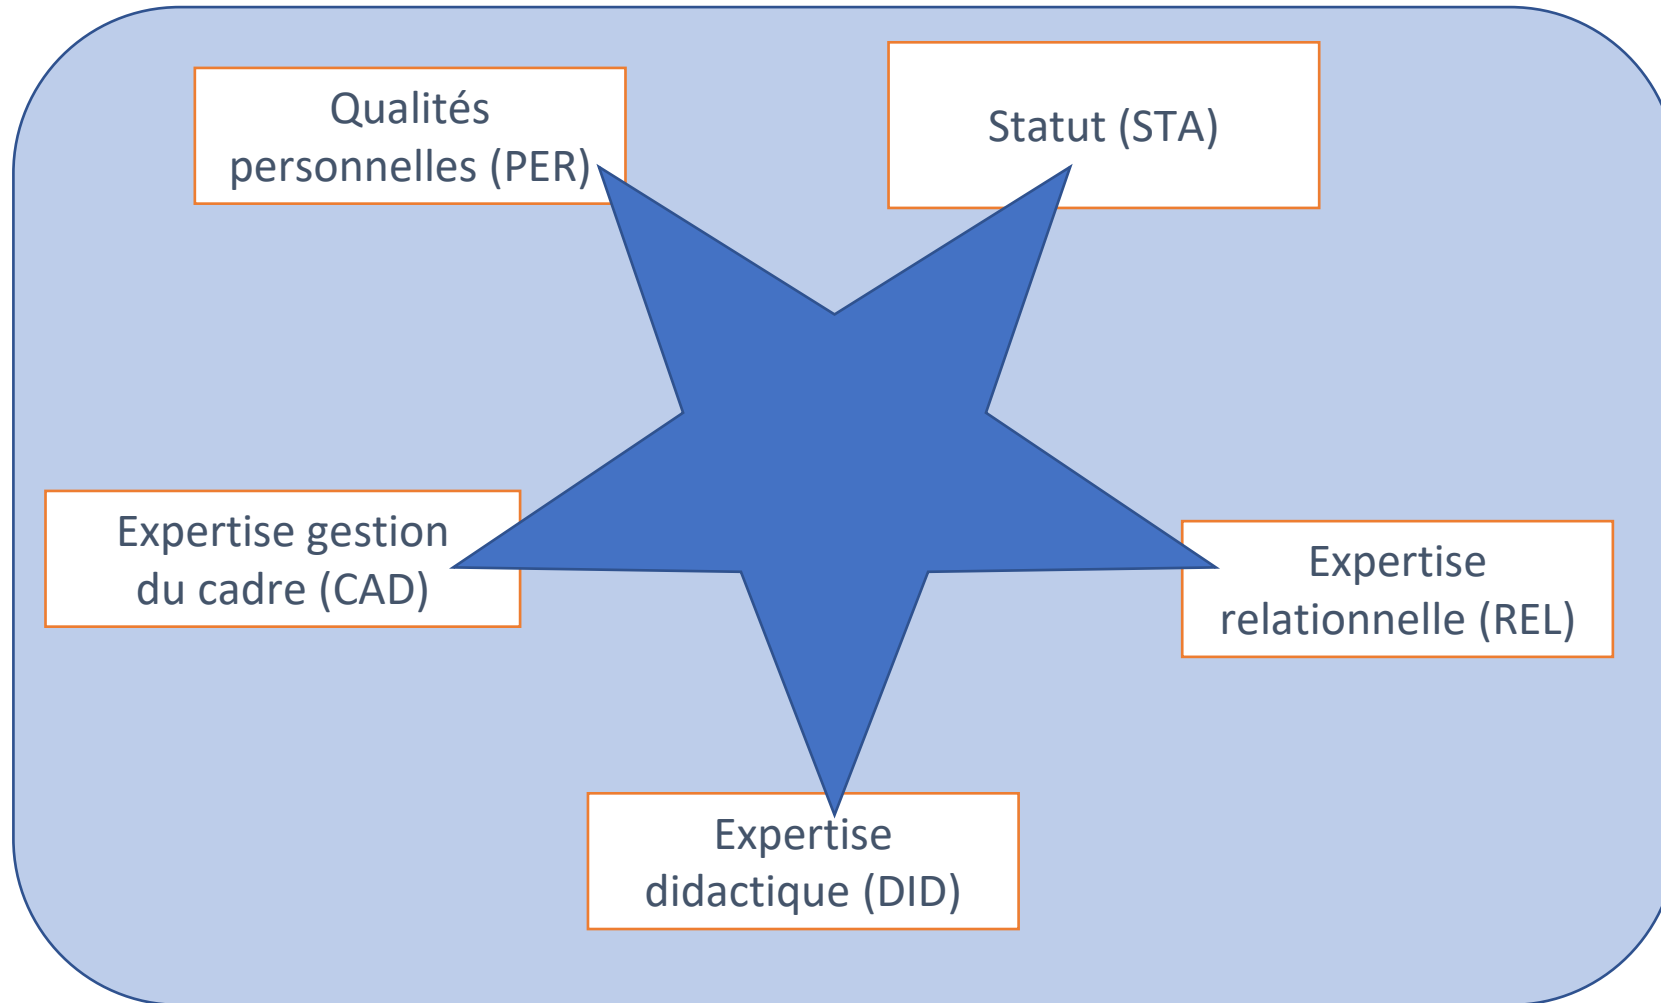 Qualités
personnelles (PER)
Statut (STA)
Expertise gestion
du cadre (CAD)
Expertise
relationnelle (REL)
Expertise
didactique (DID)